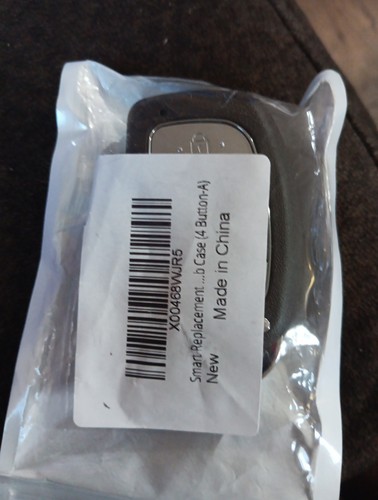 X00468WJR5
Smart-Replacement ...b Case (4 Button-A)
New
Made in China